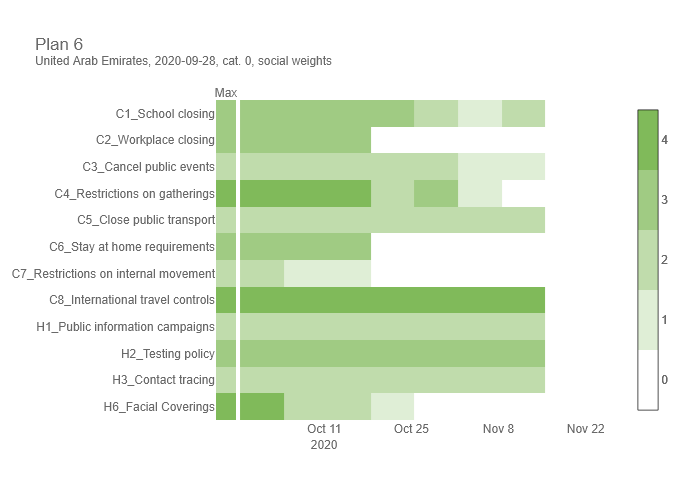 Plan 6
United Arab Emirates, 2020-09-28, cat. 0, social weights
Max
C1_School closing
C2_Workplace closing
C3_Cancel public events
C4_Restrictions on gatherings
C5_Close public transport
C6_Stay at home requirements
C7_Restrictions on internal movement
C8_International travel controls
H1_Public information campaigns
H2_Testing policy
H3_Contact tracing
H6_Facial Coverings
Oct 11 Oct 25 Nov 8 Nov 22
2020
4
3
2
1
0